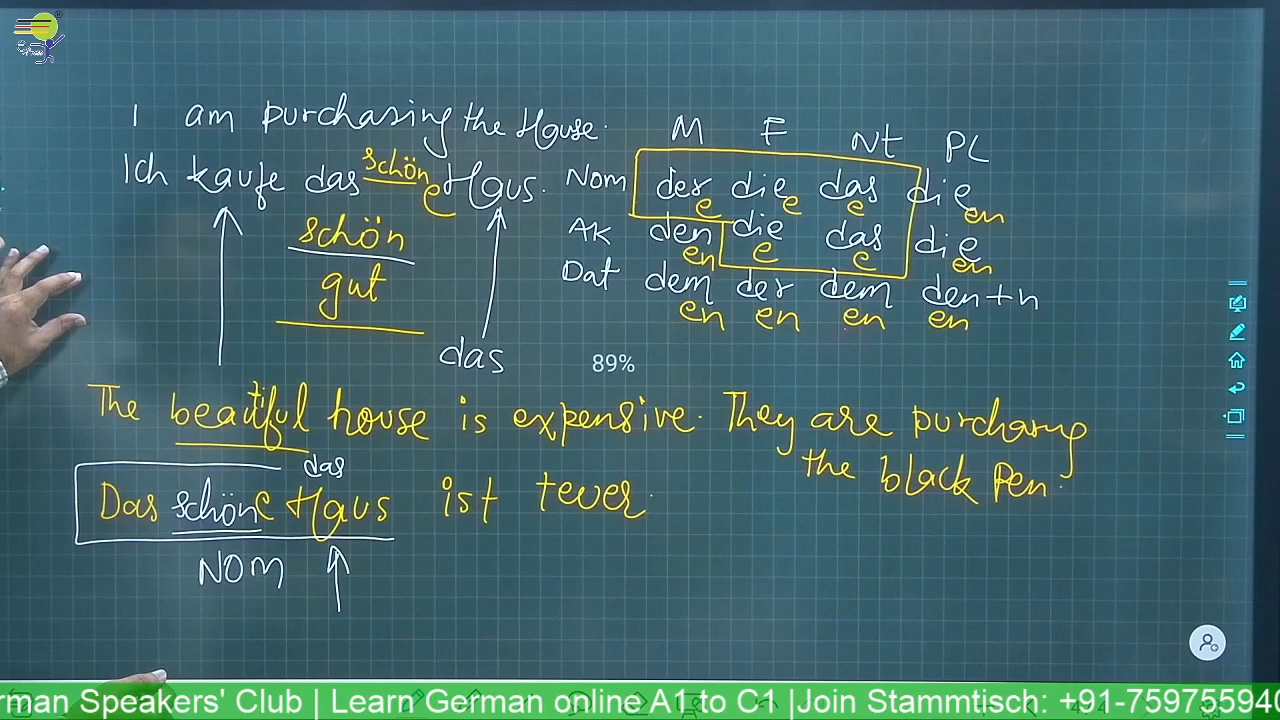 I am purchasing the House.
Ich kaufe das schöne Haus.
schön
gut
das
M F Nt PL
Nom der e die e das e die en
AK den en die e das e die en
Dat dem en der en dem en den+n en
89%
The beautiful house is expensive. They are purchasing
the black Pen.
das
Das schöne Haus ist teuer.
NOM
rman Speakers' Club | Learn German online A1 to C1 |Join Stammtisch: +91-759755940